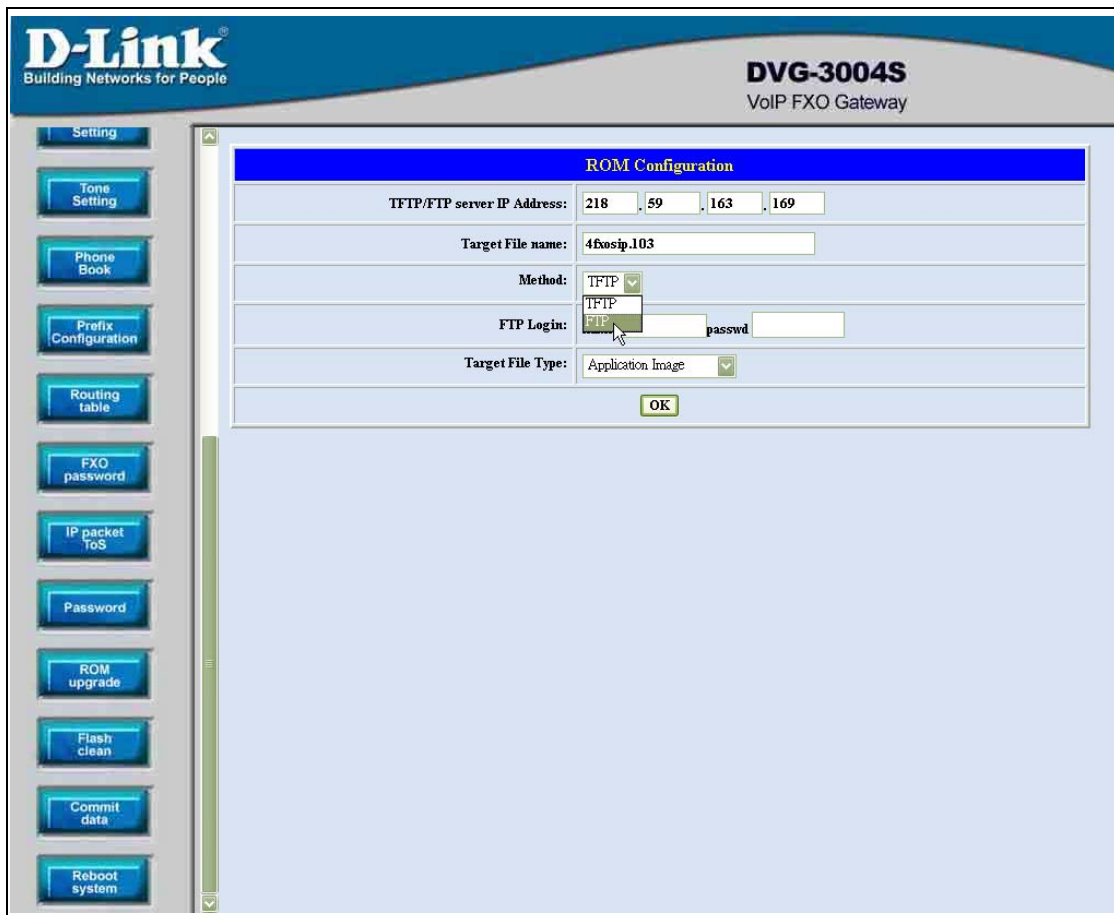 D-Link®
Building Networks for People
DVG-3004S
VoIP FXO Gateway
Setting
Tone
Setting
Phone
Book
Prefix
Configuration
Routing
table
FXO
password
IP packet
ToS
Password
ROM
upgrade
Flash
clean
Commit
data
Reboot
system
ROM Configuration
TFTP/FTP server IP Address: 218 . 59 . 163 . 169
Target File name: 4fxosip.103
Method: TFTP
TFTP
FTP
FTP Login: passwd
Target File Type: Application Image
OK